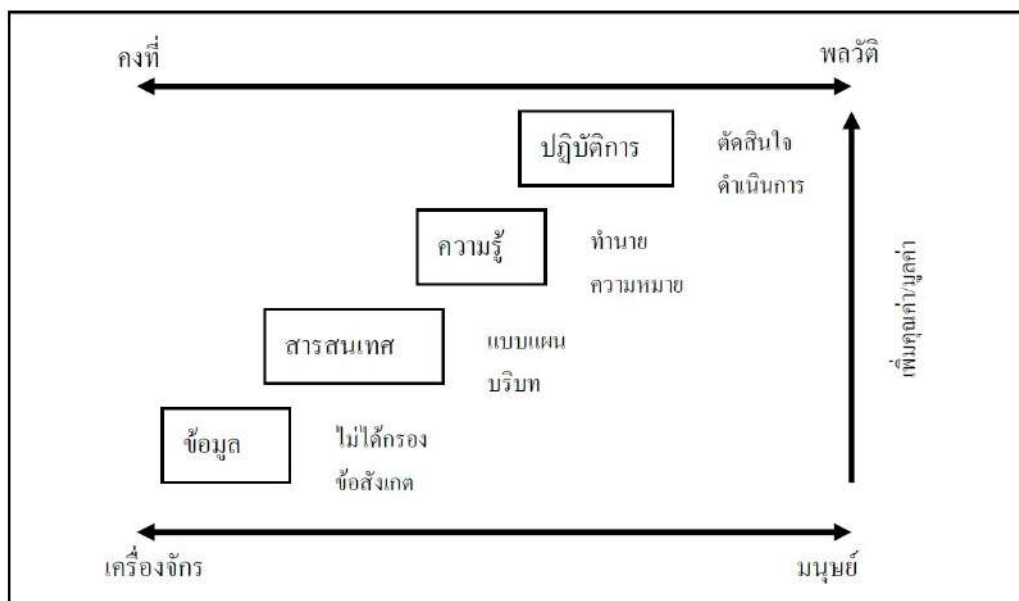 คงที่
พลวัติ
ปฎิบัติการ
ตัดสินใจ
ดำเนินการ
ความรู้
ทำนาย
ความหมาย
เพิ่มคุณค่า/มูลค่า
สารสนเทศ
แบบแผน
บริบท
ข้อมูล
ไม่ได้กรอง
ข้อสังเกต
เครื่องจักร
มนุษย์